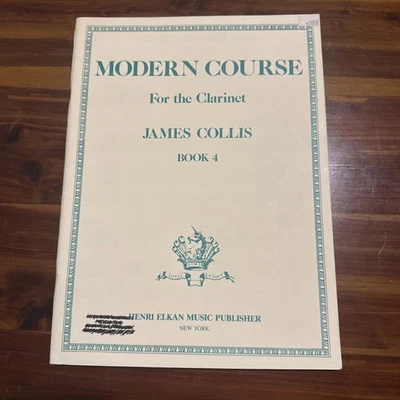 MODERN COURSE
For the Clarinet
JAMES COLLIS
BOOK 4
HENRI ELKAN MUSIC PUBLISHER
NEW YORK